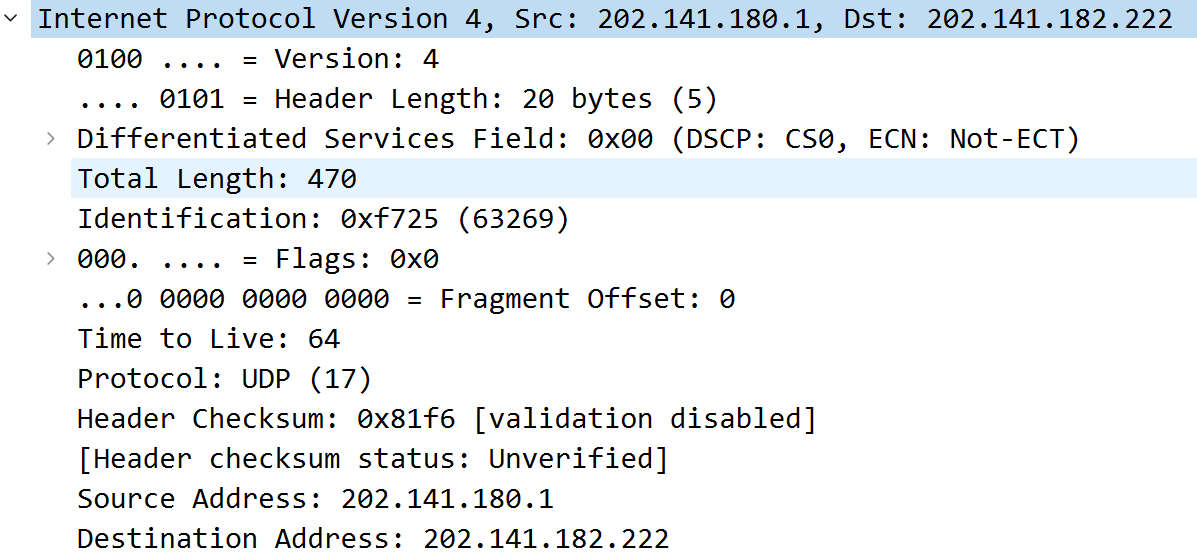 Internet Protocol Version 4, Src: 202.141.180.1, Dst: 202.141.182.222
0100 .... = Version: 4
.... 0101 = Header Length: 20 bytes (5)
Differentiated Services Field: 0x00 (DSCP: CS0, ECN: Not-ECT)
Total Length: 470
Identification: 0xf725 (63269)
000. .... = Flags: 0x0
...0 0000 0000 0000 = Fragment Offset: 0
Time to Live: 64
Protocol: UDP (17)
Header Checksum: 0x81f6 [validation disabled]
[Header checksum status: Unverified]
Source Address: 202.141.180.1
Destination Address: 202.141.182.222